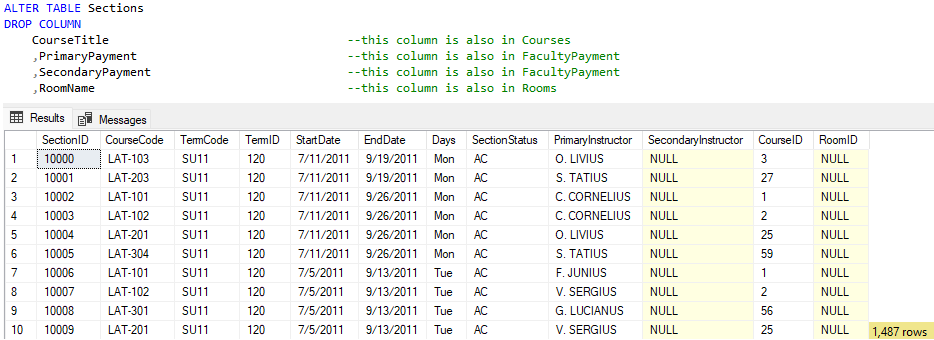 ALTER TABLE Sections
DROP COLUMN
CourseTitle --this column is also in Courses
,PrimaryPayment --this column is also in FacultyPayment
,SecondaryPayment --this column is also in FacultyPayment
,RoomName --this column is also in Rooms
Results Messages
SectionID CourseCode TermCode TermID StartDate EndDate Days SectionStatus PrimaryInstructor SecondaryInstructor CourseID RoomID
1 10000 LAT-103 SU11 120 7/11/2011 9/19/2011 Mon AC O. LIVIUS NULL 3 NULL
2 10001 LAT-203 SU11 120 7/11/2011 9/19/2011 Mon AC S. TATIUS NULL 27 NULL
3 10002 LAT-101 SU11 120 7/11/2011 9/26/2011 Mon AC C. CORNELIUS NULL 1 NULL
4 10003 LAT-102 SU11 120 7/11/2011 9/26/2011 Mon AC C. CORNELIUS NULL 2 NULL
5 10004 LAT-201 SU11 120 7/11/2011 9/26/2011 Mon AC O. LIVIUS NULL 25 NULL
6 10005 LAT-304 SU11 120 7/11/2011 9/26/2011 Mon AC S. TATIUS NULL 59 NULL
7 10006 LAT-101 SU11 120 7/5/2011 9/13/2011 Tue AC F. JUNIUS NULL 1 NULL
8 10007 LAT-102 SU11 120 7/5/2011 9/13/2011 Tue AC V. SERGIUS NULL 2 NULL
9 10008 LAT-301 SU11 120 7/5/2011 9/13/2011 Tue AC G. LUCIANUS NULL 56 NULL
10 10009 LAT-201 SU11 120 7/5/2011 9/13/2011 Tue AC V. SERGIUS NULL 25 NULL 1,487 rows